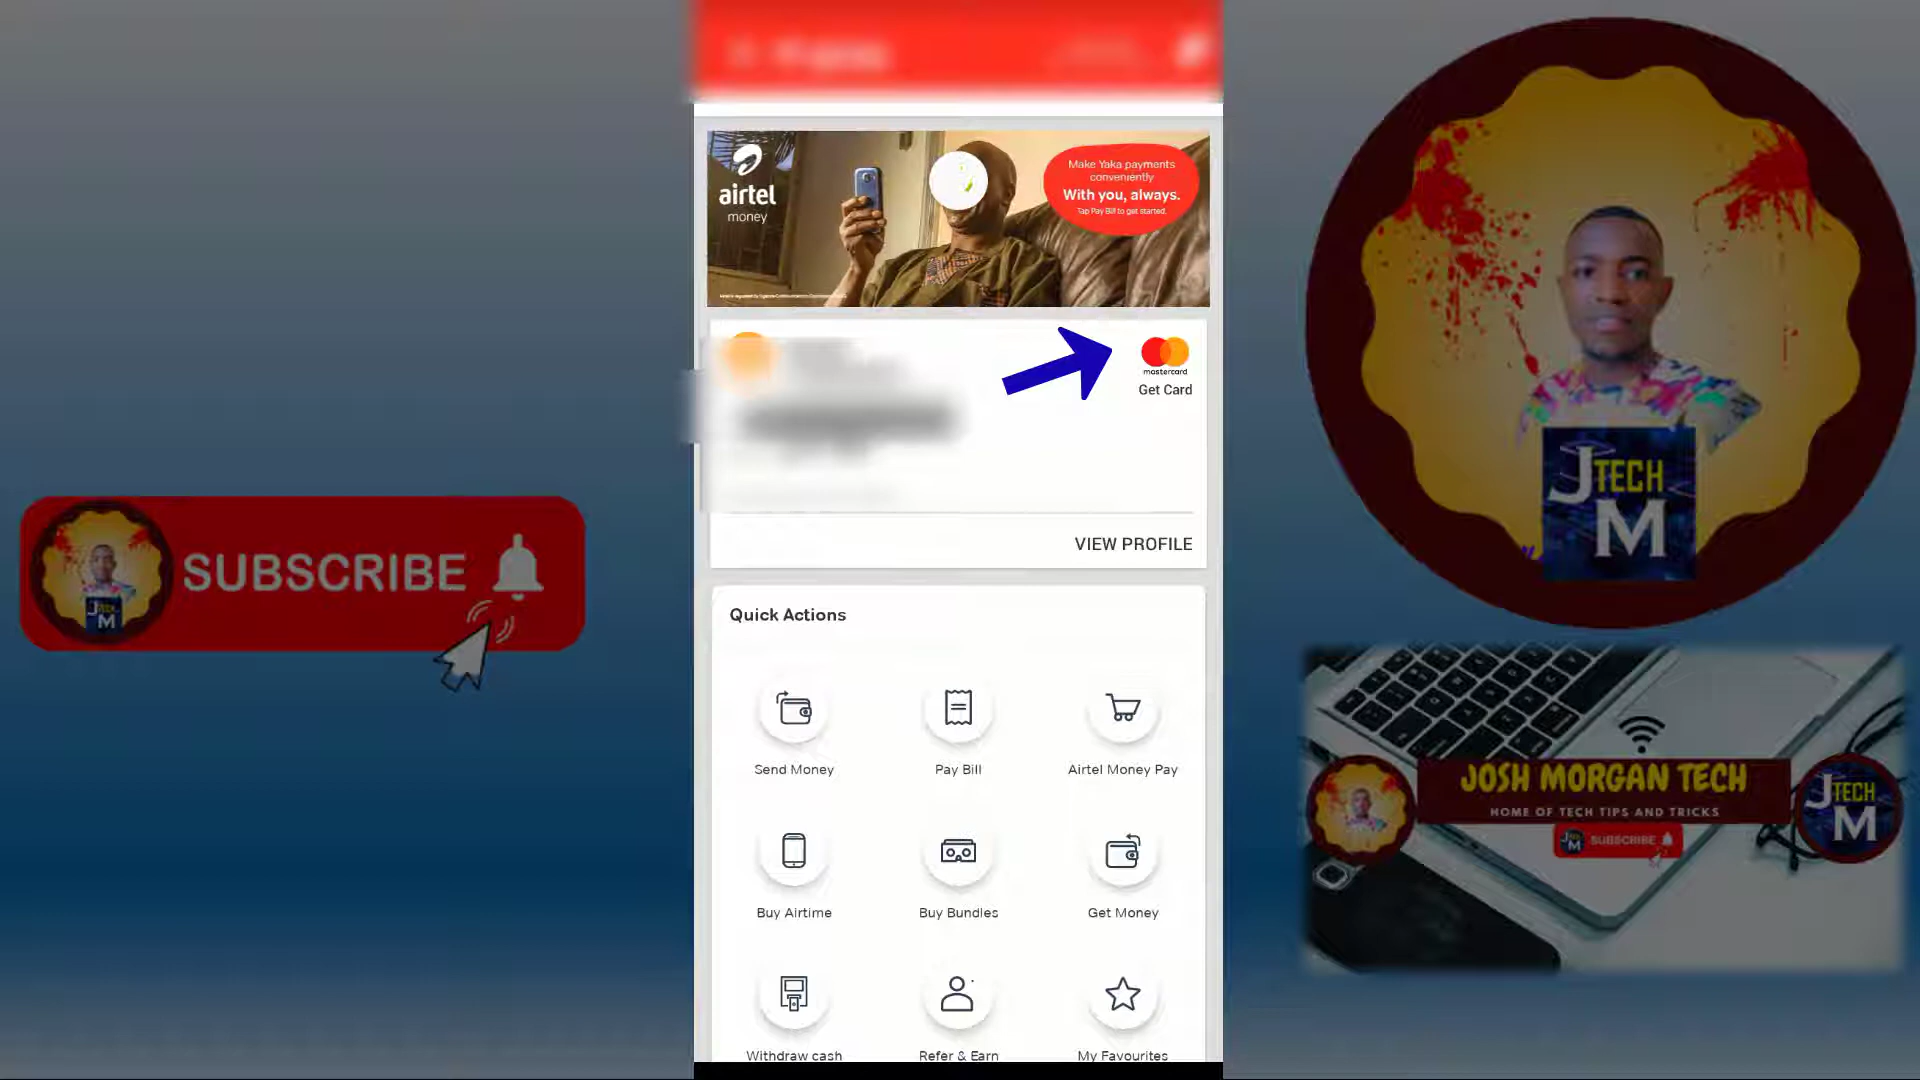 airtel
money
Make Yaka payments
conveniently
With you, always.
Tap Pay Bill to get started.
mastercard
Get Card
VIEW PROFILE
Quick Actions
Send Money
Pay Bill
Airtel Money Pay
Buy Airtime
Buy Bundles
Get Money
Withdraw cash
Refer & Earn
My Favourites
SUBSCRIBE
JTECH
M
JTECH
M
JOSH MORGAN TECH
HOME OF TECH TIPS AND TRICKS
SUBSCRIBE
JTECH
M